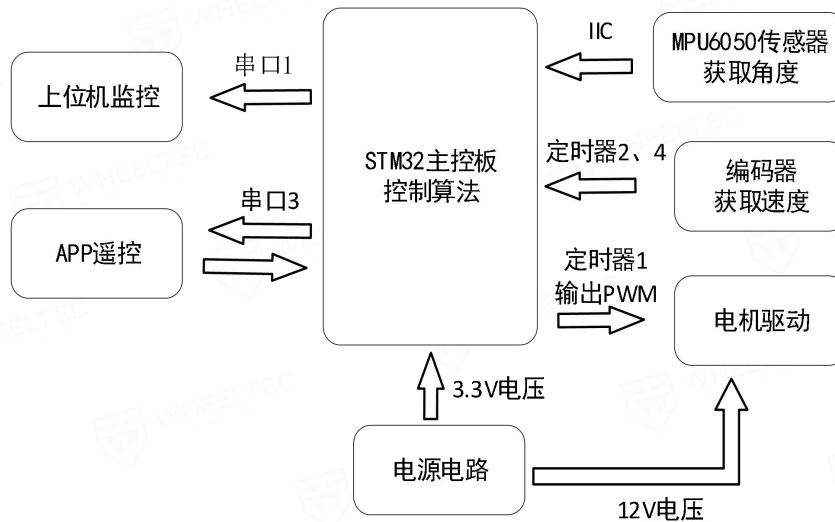 IIC
MPU6050传感器
获取角度
串口1
上位机监控
STM32主控板
控制算法
定时器2、4
编码器
获取速度
串口3
APP遥控
定时器1
输出PWM
电机驱动
3.3V电压
电源电路
12V电压
WHEELTEC
WHEELTEC
WHEELTEC